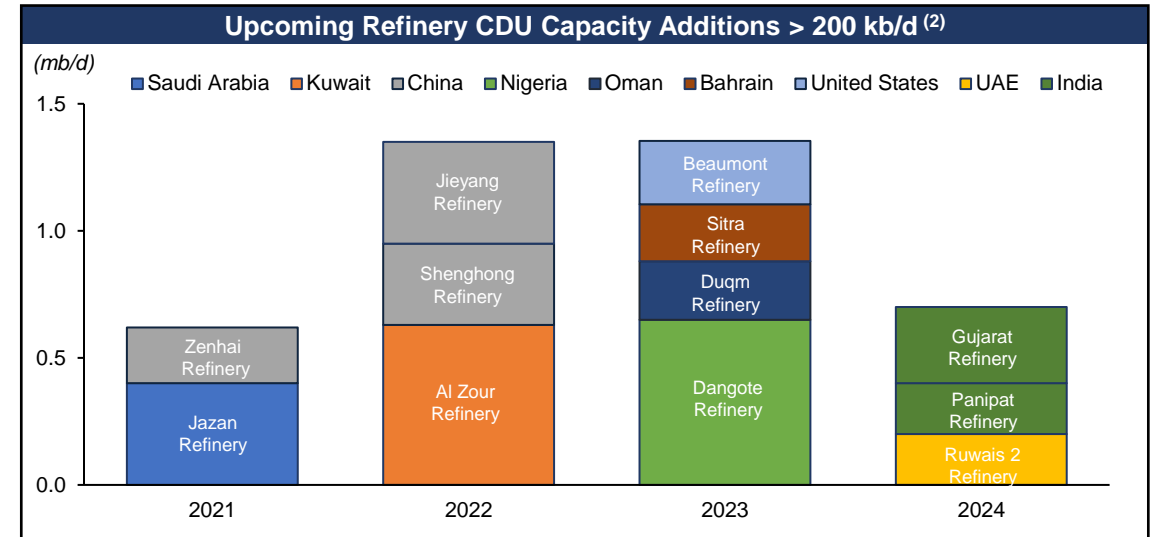 Upcoming Refinery CDU Capacity Additions > 200 kb/d (2)
(mb/d)
Saudi Arabia Kuwait China Nigeria Oman Bahrain United States UAE India
1.5
1.0
0.5
0.0
Zenhai
Refinery
Jazan
Refinery
Jieyang
Refinery
Shenghong
Refinery
Al Zour
Refinery
Beaumont
Refinery
Sitra
Refinery
Duqm
Refinery
Dangote
Refinery
Gujarat
Refinery
Panipat
Refinery
Ruwais 2
Refinery
2021 2022 2023 2024